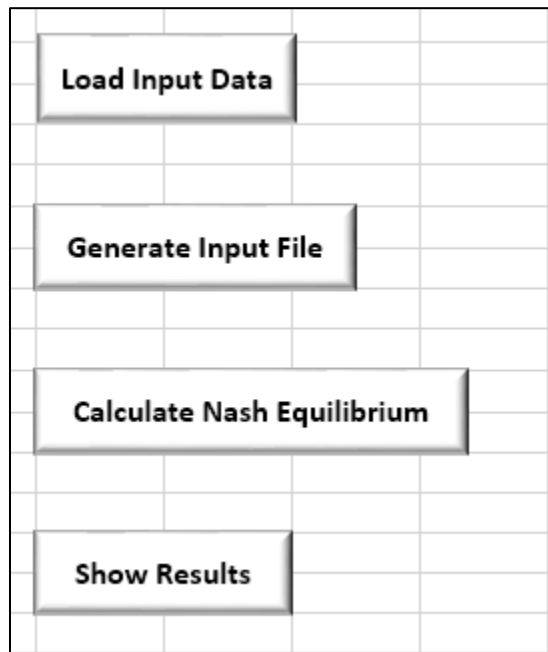 Load Input Data
Generate Input File
Calculate Nash Equilibrium
Show Results